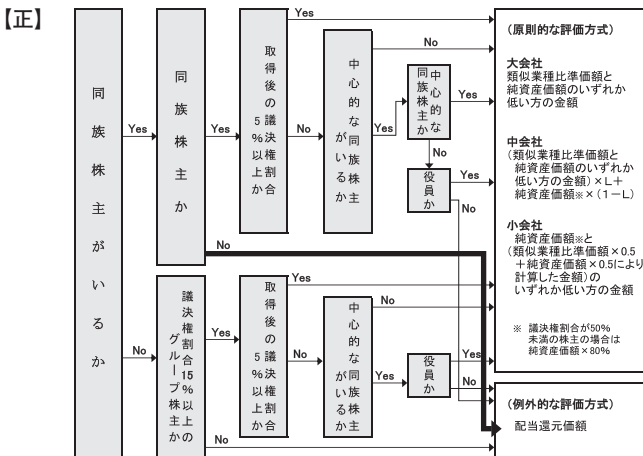 【正】
同族株主がいるか
Yes
No
同族株主か
Yes
No
取得後の議決権割合
5%以上か
Yes
No
中心的な同族株主
がいるか
No
Yes
中心的な
同族株主か
Yes
No
役員か
Yes
No
議決権割合15%以上の
グループ株主か
Yes
No
取得後の議決権割合
5%以上か
Yes
No
中心的な同族株主
がいるか
No
Yes
役員か
Yes
No
(原則的な評価方式)
大会社
類似業種比準価額と
純資産価額のいずれか
低い方の金額
中会社
(類似業種比準価額と
純資産価額のいずれか
低い方の金額)×L+
純資産価額※×(1-L)
小会社
純資産価額※と
(類似業種比準価額×0.5
+純資産価額×0.5により
計算した金額)の
いずれか低い方の金額
※ 議決権割合が50%
未満の株主の場合は
純資産価額×80%
(例外的な評価方式)
配当還元価額